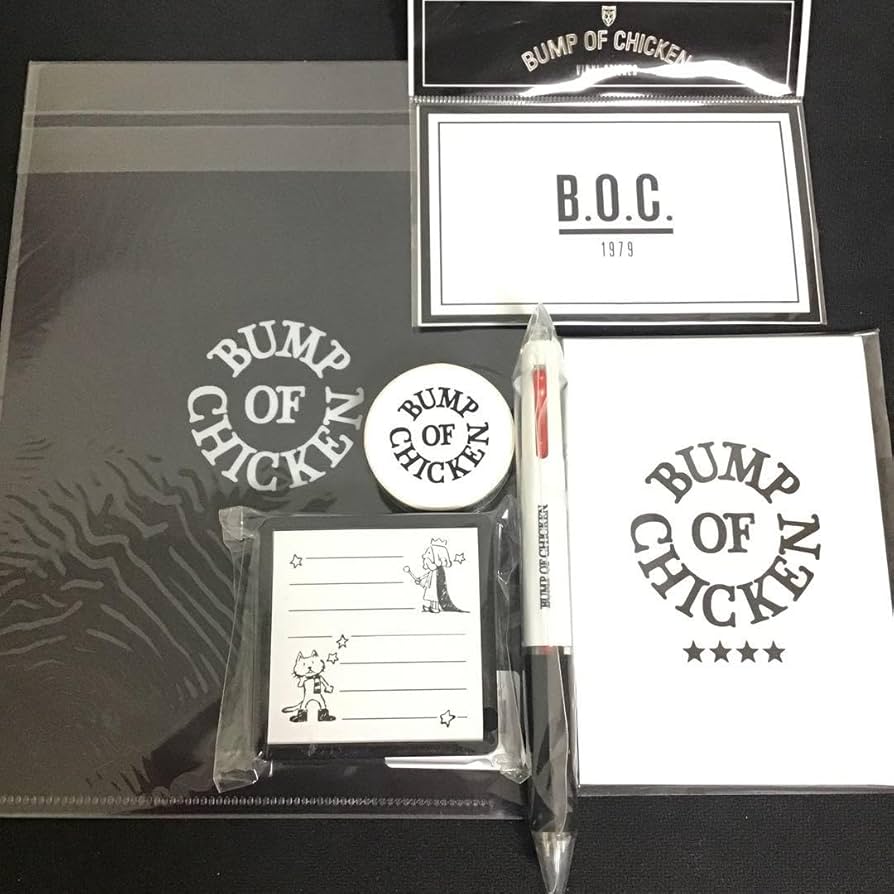 BUMP OF CHICKEN
B.O.C.
1979
BUMP
OF
CHICKEN
BUMP
OF
CHICKEN
BUMP OF CHICKEN
BUMP
OF
CHICKEN